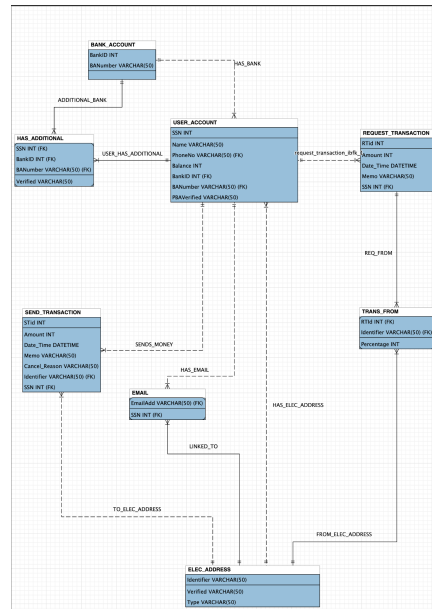 BANK_ACCOUNT
BankID INT
BANumber VARCHAR(50)
HAS_BANK
ADDITIONAL_BANK
USER_ACCOUNT
SSN INT
Name VARCHAR(50)
PhoneNo VARCHAR(50) (FK)
Balance INT
BankID INT (FK)
BANumber VARCHAR(50) (FK)
PBAVerified VARCHAR(50)
HAS_ADDITIONAL
SSN INT (FK)
BankID INT (FK)
BANumber VARCHAR(50) (FK)
Verified VARCHAR(50)
USER_HAS_ADDITIONAL
request_transaction_ibfk_
REQUEST_TRANSACTION
RTid INT
Amount INT
Date_Time DATETIME
Memo VARCHAR(50)
SSN INT (FK)
REQ_FROM
SEND_TRANSACTION
STid INT
Amount INT
Date_Time DATETIME
Memo VARCHAR(50)
Cancel_Reason VARCHAR(50)
Identifier VARCHAR(50) (FK)
SSN INT (FK)
SENDS_MONEY
TRANS_FROM
RTid INT (FK)
Identifier VARCHAR(50) (FK)
Percentage INT
HAS_EMAIL
EMAIL
EmailAdd VARCHAR(50) (FK)
SSN INT (FK)
HAS_ELEC_ADDRESS
LINKED_TO
TO_ELEC_ADDRESS
FROM_ELEC_ADDRESS
ELEC_ADDRESS
Identifier VARCHAR(50)
Verified VARCHAR(50)
Type VARCHAR(50)